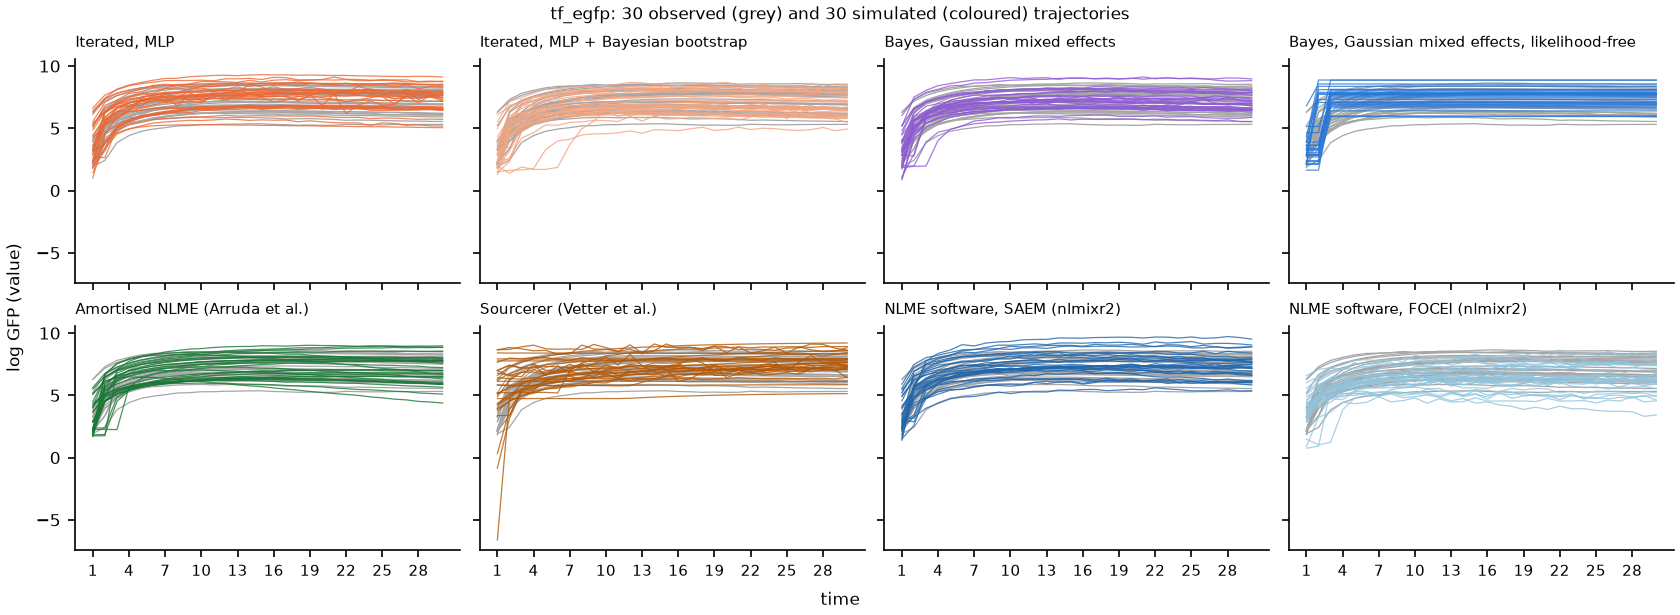 tf_egfp: 30 observed (grey) and 30 simulated (coloured) trajectories
Iterated, MLP
Iterated, MLP + Bayesian bootstrap
Bayes, Gaussian mixed effects
Bayes, Gaussian mixed effects, likelihood-free
10
5
0
−5
log GFP (value)
Amortised NLME (Arruda et al.)
Sourcerer (Vetter et al.)
NLME software, SAEM (nlmixr2)
NLME software, FOCEI (nlmixr2)
10
5
0
−5
1 4 7 10 13 16 19 22 25 28
1 4 7 10 13 16 19 22 25 28
1 4 7 10 13 16 19 22 25 28
1 4 7 10 13 16 19 22 25 28
time